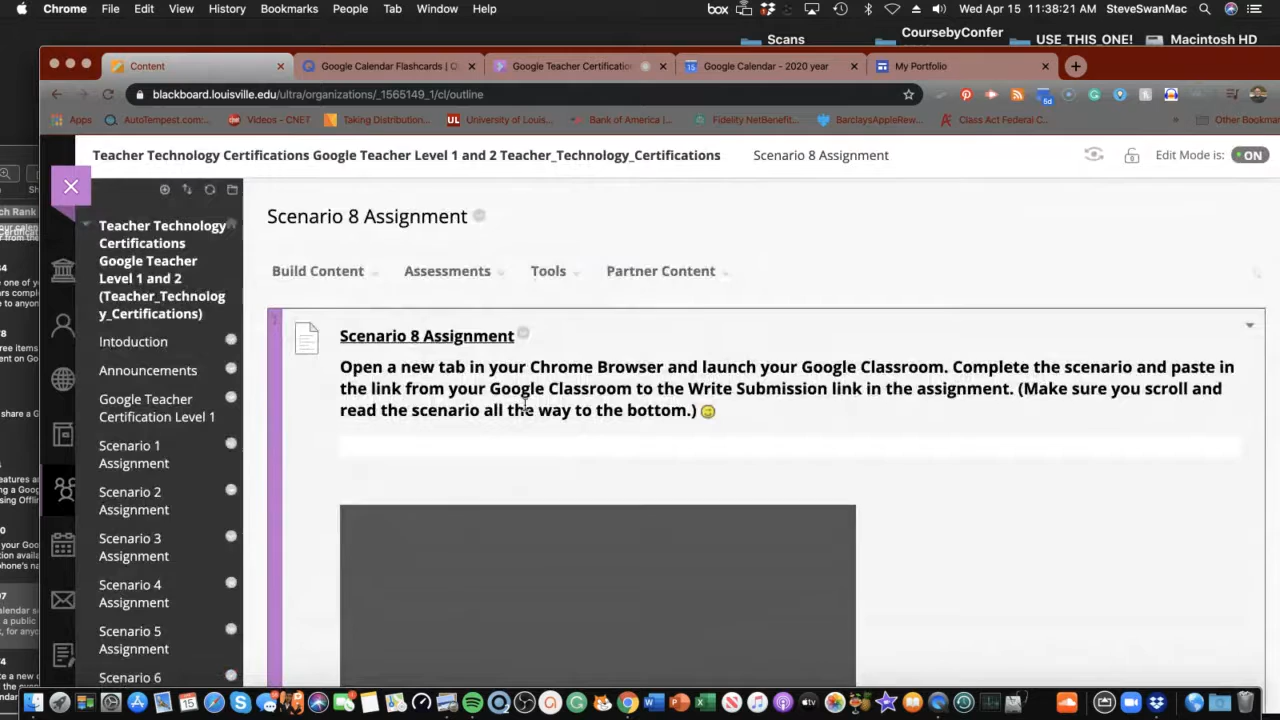 Chrome File Edit View History Bookmarks People Tab Window Help box Wed Apr 15 11:38:21 AM SteveSwanMac
Scans CoursebyConfer USE_THIS_ONE! Macintosh HD
Content Google Calendar Flashcards | Q Google Teacher Certificatio Google Calendar - 2020 year My Portfolio
blackboard.louisville.edu/ultra/organizations/_1565149_1/cl/outline
6d
Apps AutoTempest.com:... Videos - CNET Taking Distribution... UL University of Louis... Bank of America |... Fidelity NetBenefit... BarclaysAppleRew... Class Act Federal C... » Other Bookmar
Teacher Technology Certifications Google Teacher Level 1 and 2 Teacher_Technology_Certifications Scenario 8 Assignment Edit Mode is: ON
Teacher Technology
Certifications
Google Teacher
Level 1 and 2
(Teacher_Technolog
y_Certifications)
Intoduction
Announcements
Google Teacher
Certification Level 1
Scenario 1
Assignment
Scenario 2
Assignment
Scenario 3
Assignment
Scenario 4
Assignment
Scenario 5
Assignment
Scenario 6
Scenario 8 Assignment
Build Content Assessments Tools Partner Content
Scenario 8 Assignment
Open a new tab in your Chrome Browser and launch your Google Classroom. Complete the scenario and paste in
the link from your Google Classroom to the Write Submission link in the assignment. (Make sure you scroll and
read the scenario all the way to the bottom.)